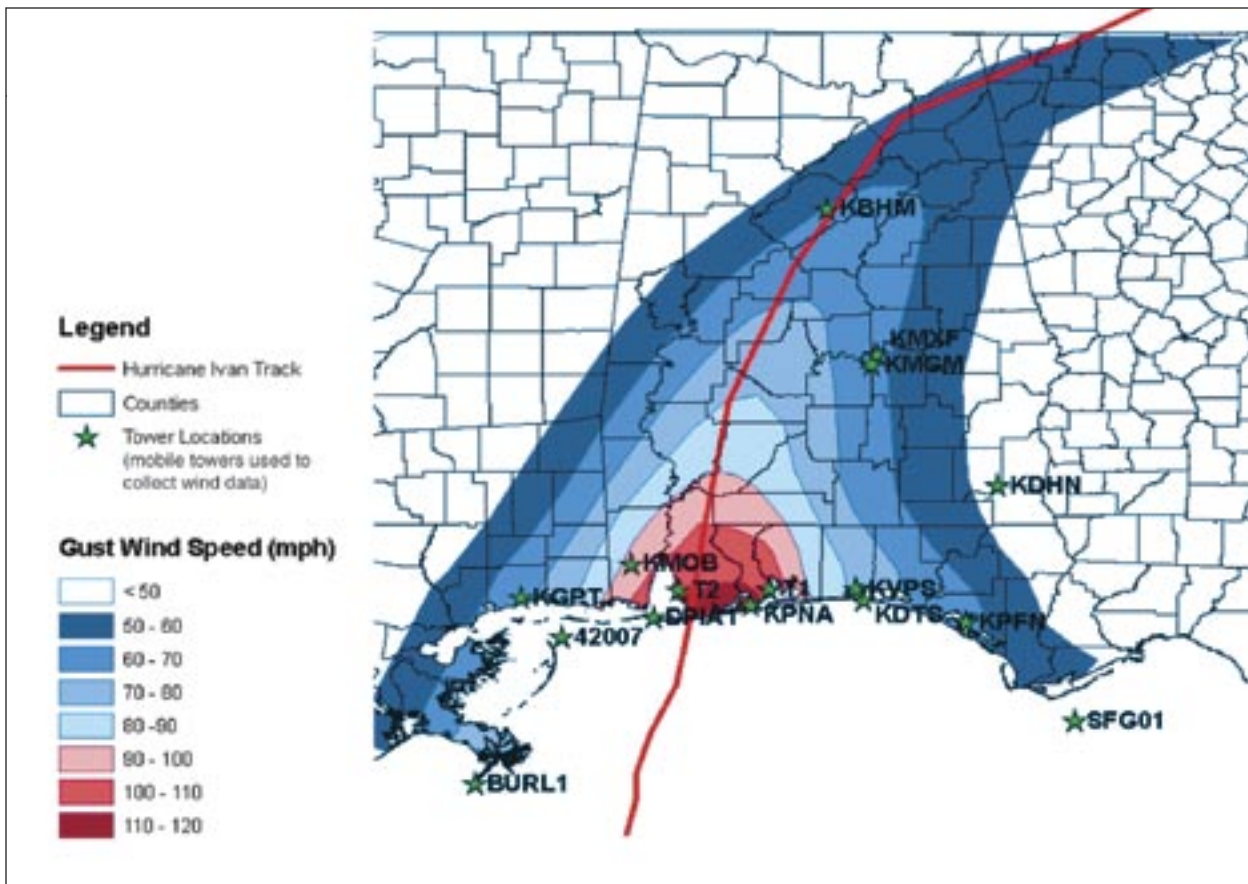 KBHM
KMXF
KMGM
KDHN
KMOB
T2
T1
KVPS
KGPT
DPIA1
KPNA
KDTS
KPFN
42007
SFG01
BURL1
Legend
Hurricane Ivan Track
Counties
Tower Locations
(mobile towers used to
collect wind data)
Gust Wind Speed (mph)
< 50
50 - 60
60 - 70
70 - 80
80 -90
90 - 100
100 - 110
110 - 120